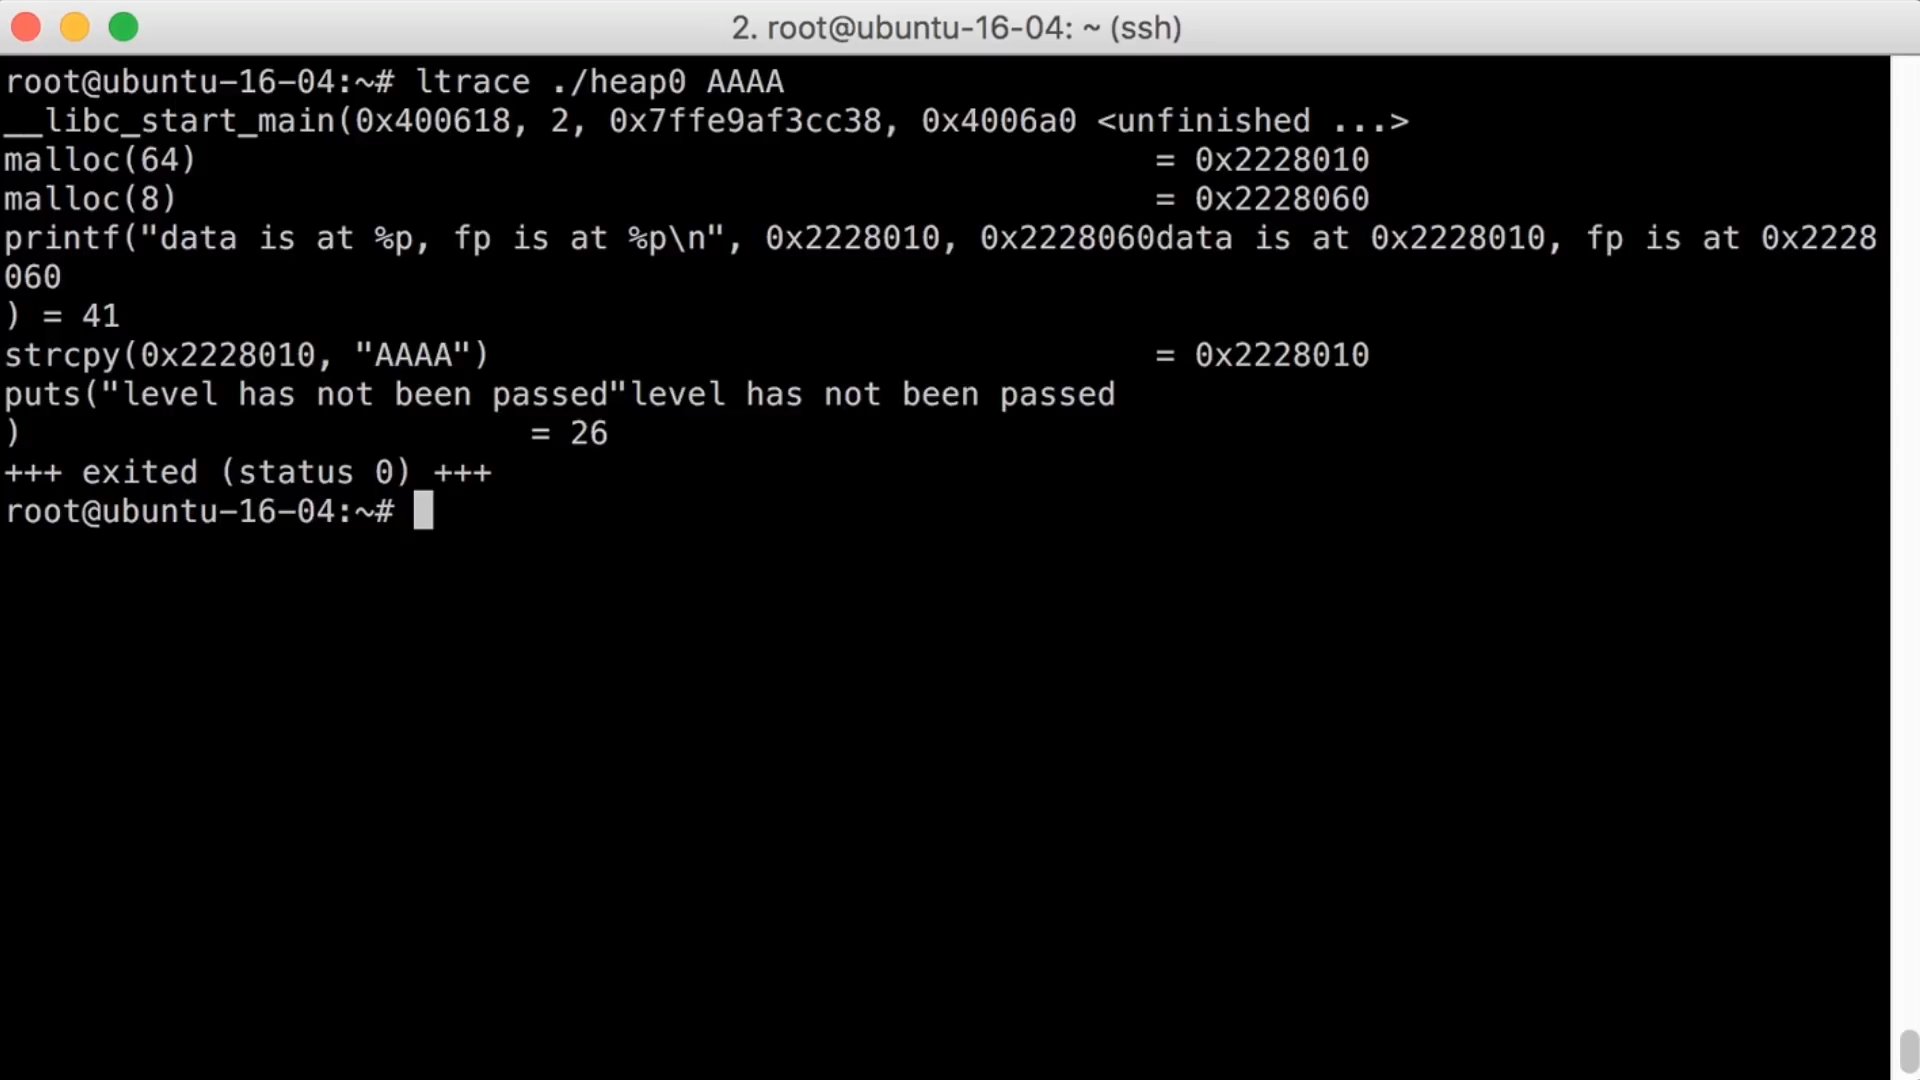 2. root@ubuntu-16-04: ~ (ssh)
root@ubuntu-16-04:~# ltrace ./heap0 AAAA
__libc_start_main(0x400618, 2, 0x7ffe9af3cc38, 0x4006a0 <unfinished ...>
malloc(64)                                                 = 0x2228010
malloc(8)                                                  = 0x2228060
printf("data is at %p, fp is at %p\n", 0x2228010, 0x2228060data is at 0x2228010, fp is at 0x2228
060
) = 41
strcpy(0x2228010, "AAAA")                                  = 0x2228010
puts("level has not been passed"level has not been passed
)                          = 26
+++ exited (status 0) +++
root@ubuntu-16-04:~#